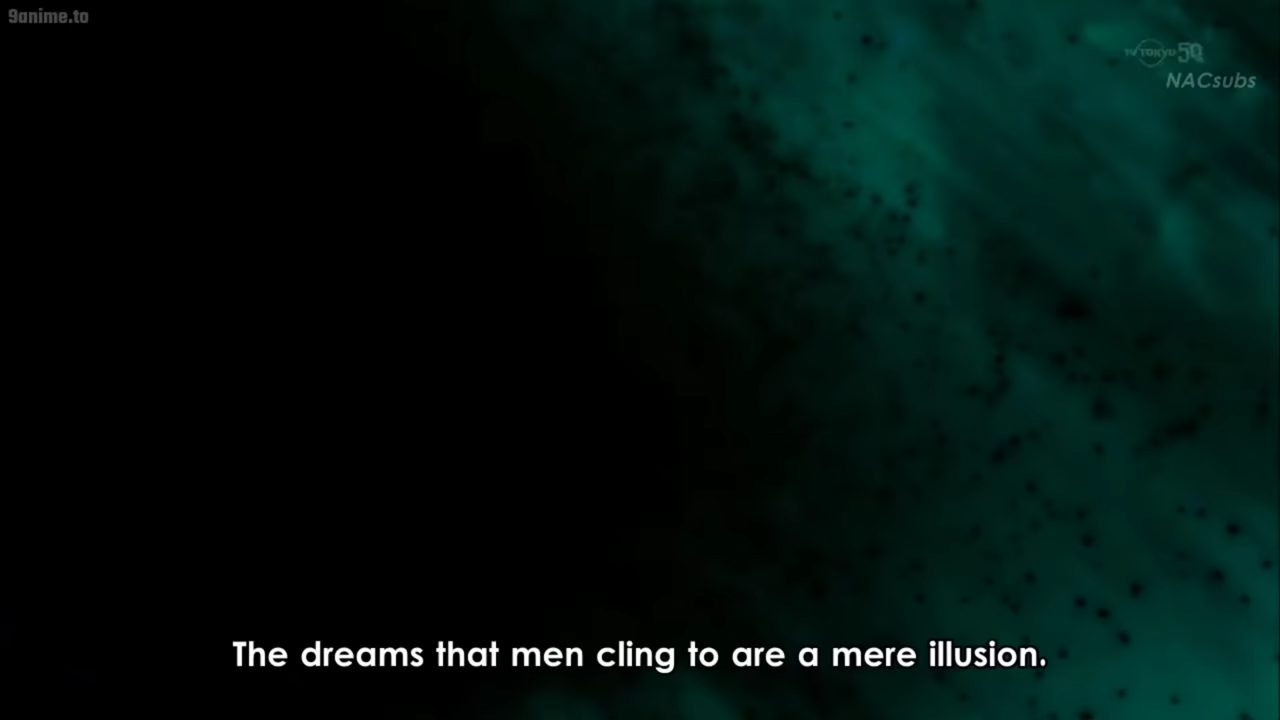 9anime.to
TV TOKYO 50
NACsubs
The dreams that men cling to are a mere illusion.